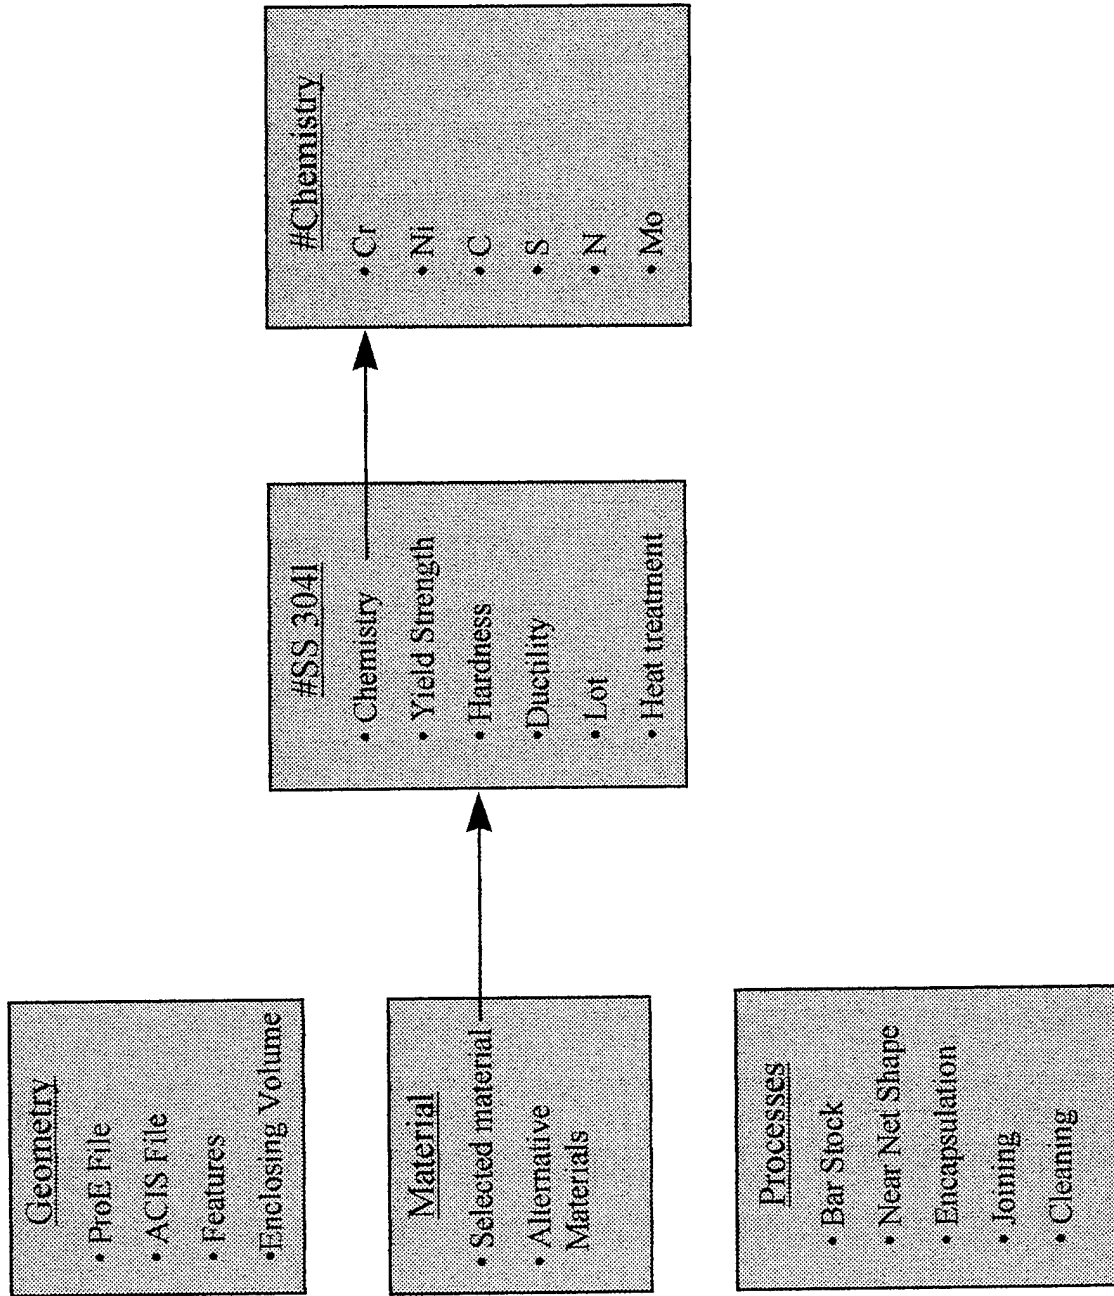 Geometry
• ProE File
• ACIS File
• Features
•Enclosing Volume
Material
• Selected material
• Alternative
Materials
Processes
• Bar Stock
• Near Net Shape
• Encapsulation
• Joining
• Cleaning
#SS 304l
• Chemistry
• Yield Strength
• Hardness
•Ductility
• Lot
• Heat treatment
#Chemistry
• Cr
• Ni
• C
• S
• N
• Mo